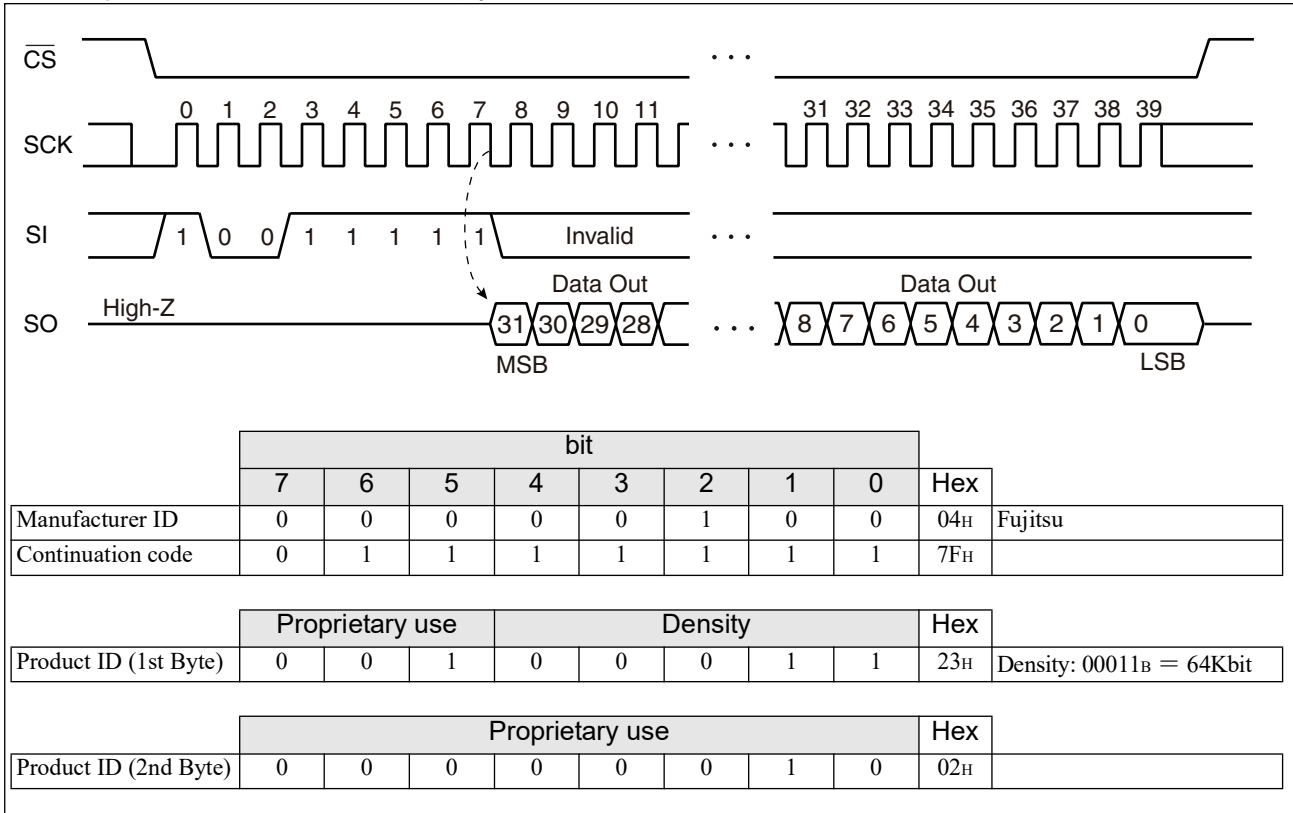 CS
. . .
0 1 2 3 4 5 6 7 8 9 10 11 31 32 33 34 35 36 37 38 39
SCK
. . .
SI 1 0 0 1 1 1 1 1 Invalid . . .
Data Out Data Out
High-Z
SO 31 30 29 28 . . . 8 7 6 5 4 3 2 1 0
MSB LSB
bit
7 6 5 4 3 2 1 0 Hex
Manufacturer ID 0 0 0 0 0 1 0 0 04H Fujitsu
Continuation code 0 1 1 1 1 1 1 1 7FH
Proprietary use Density Hex
Product ID (1st Byte) 0 0 1 0 0 0 1 1 23H Density: 00011B = 64Kbit
Proprietary use Hex
Product ID (2nd Byte) 0 0 0 0 0 0 1 0 02H